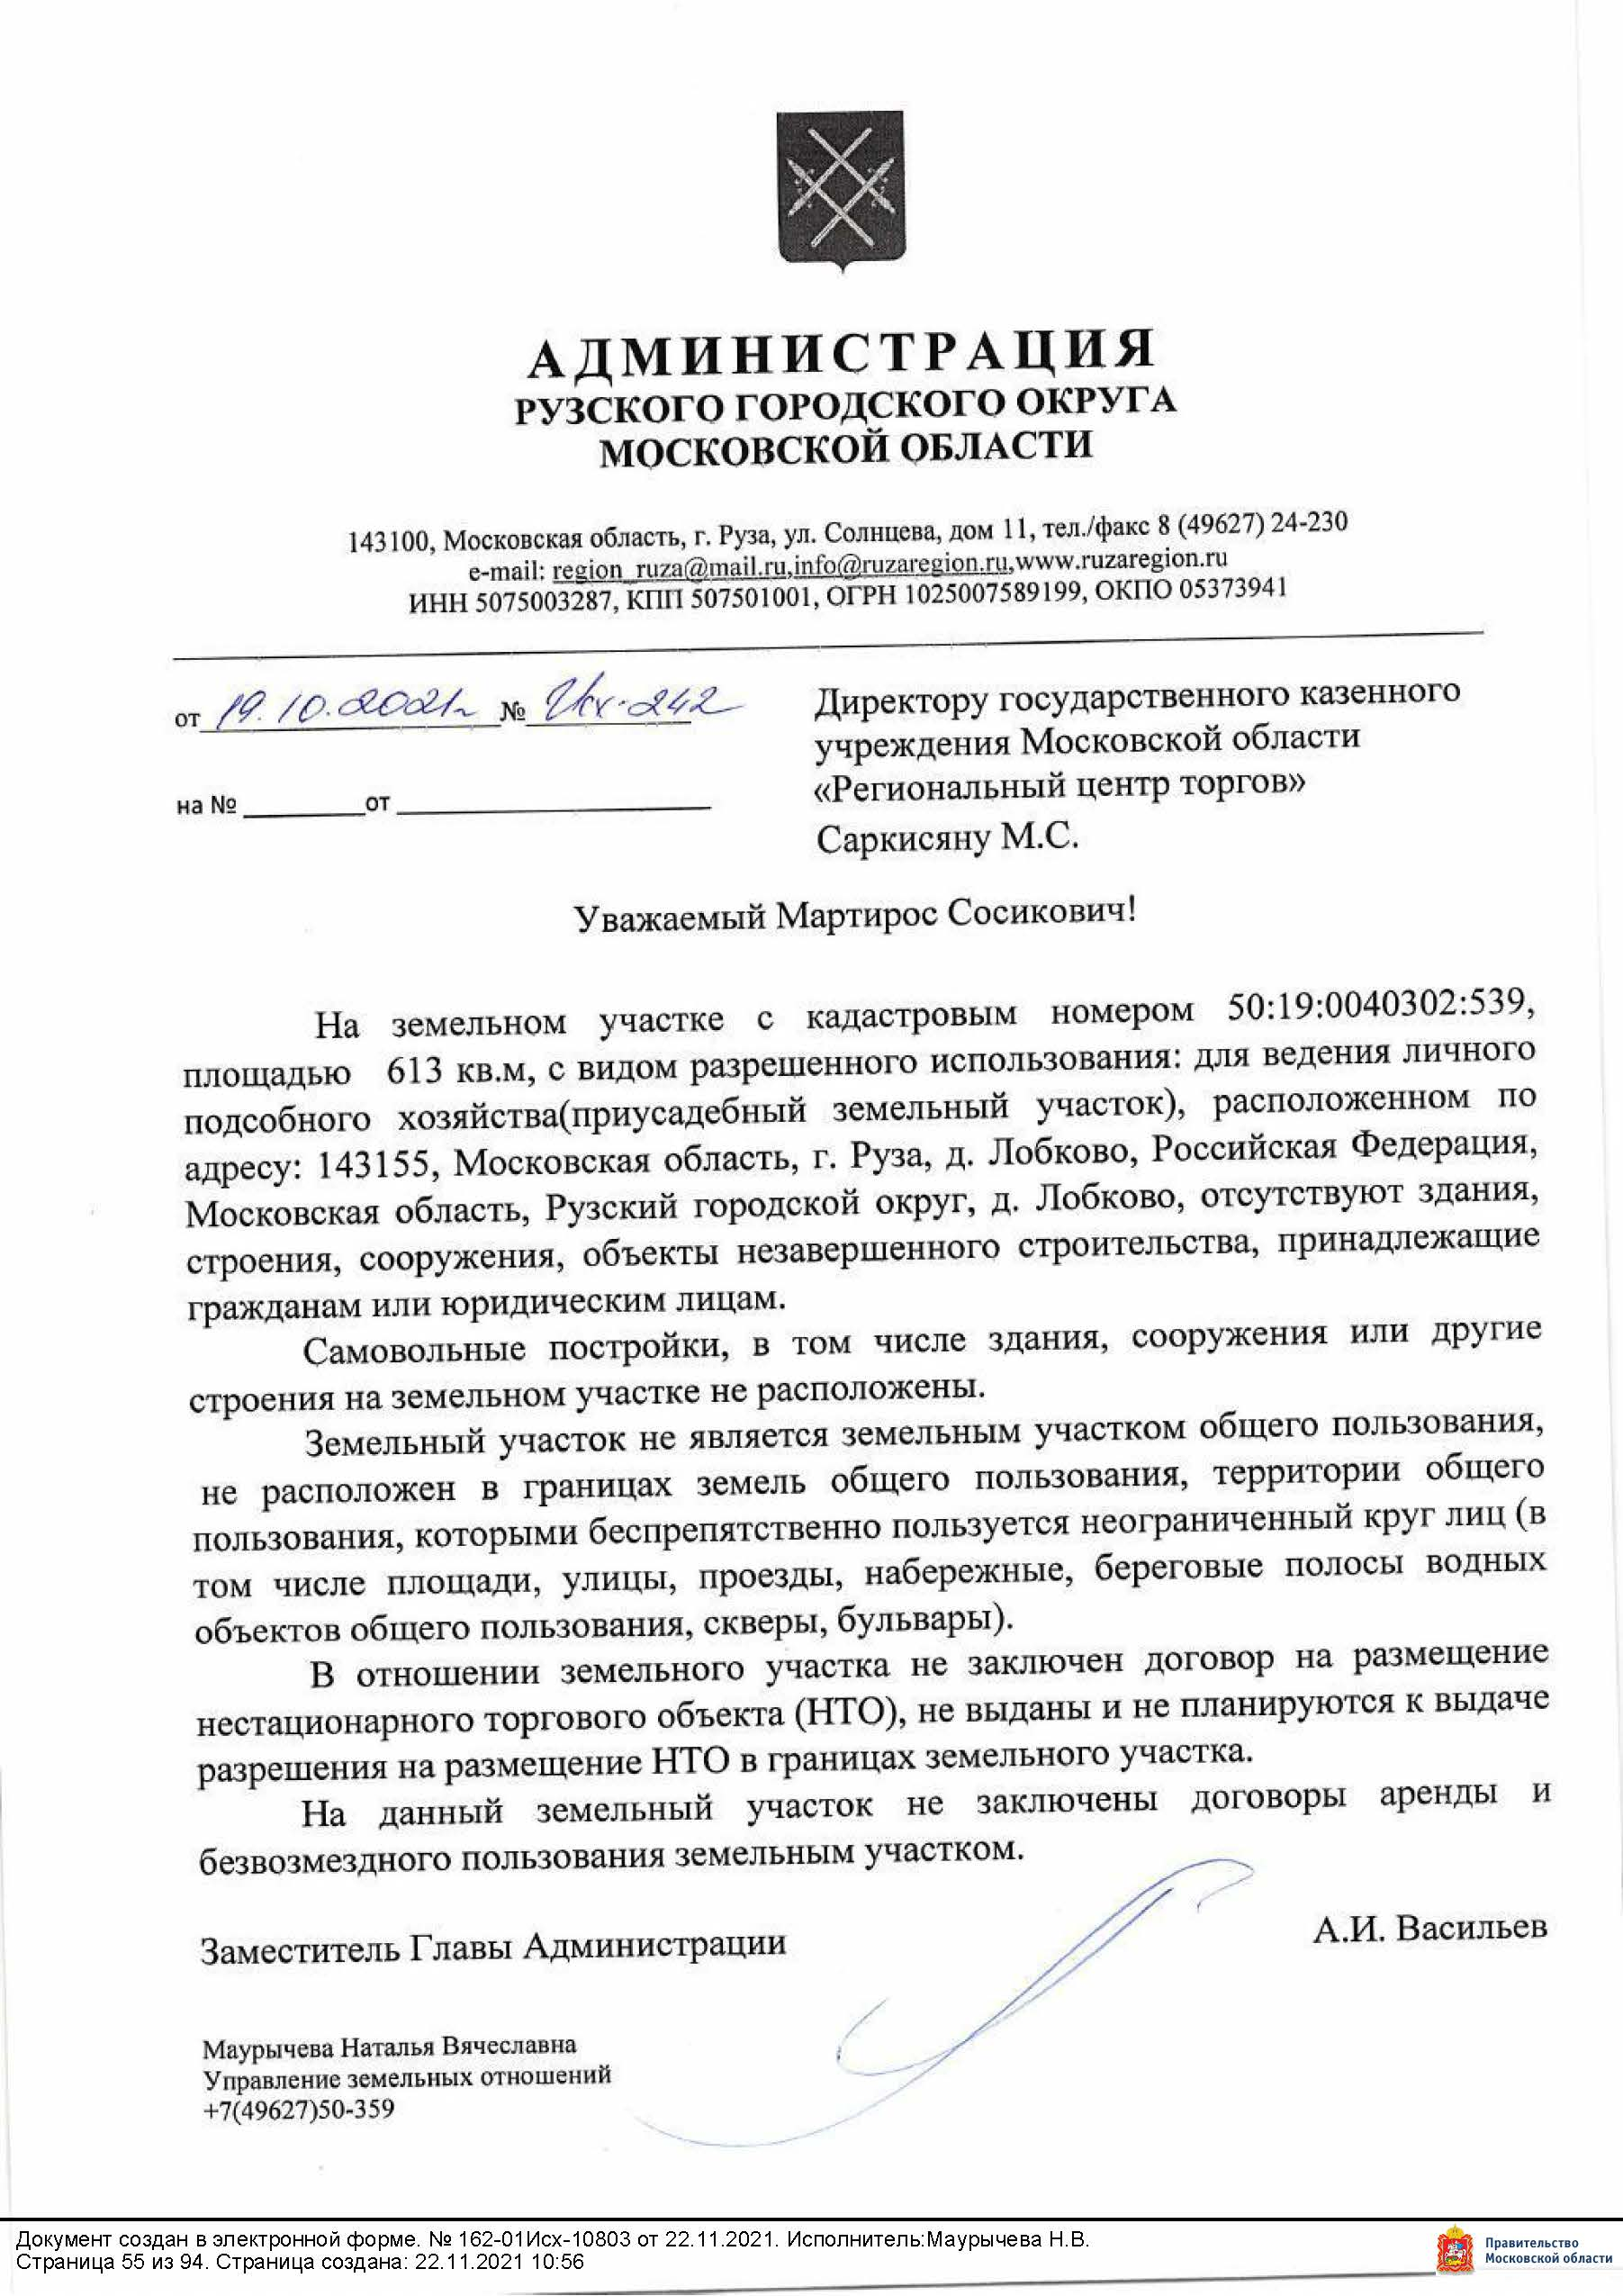 АДМИНИСТРАЦИЯ
РУЗСКОГО ГОРОДСКОГО ОКРУГА
МОСКОВСКОЙ ОБЛАСТИ
143100, Московская область, г. Руза, ул. Солнцева, дом 11, тел./факс 8 (49627) 24-230
e-mail: region_ruza@mail.ru,info@ruzaregion.ru,www.ruzaregion.ru
ИНН 5075003287, КПП 507501001, ОГРН 1025007589199, ОКПО 05373941
от 19.10.2021г № Исх-242
на № ________от ____________________
Директору государственного казенного
учреждения Московской области
«Региональный центр торгов»
Саркисяну М.С.
Уважаемый Мартирос Сосикович!
На земельном участке с кадастровым номером 50:19:0040302:539,
площадью 613 кв.м, с видом разрешенного использования: для ведения личного
подсобного хозяйства(приусадебный земельный участок), расположенном по
адресу: 143155, Московская область, г. Руза, д. Лобково, Российская Федерация,
Московская область, Рузский городской округ, д. Лобково, отсутствуют здания,
строения, сооружения, объекты незавершенного строительства, принадлежащие
гражданам или юридическим лицам.
Самовольные постройки, в том числе здания, сооружения или другие
строения на земельном участке не расположены.
Земельный участок не является земельным участком общего пользования,
не расположен в границах земель общего пользования, территории общего
пользования, которыми беспрепятственно пользуется неограниченный круг лиц (в
том числе площади, улицы, проезды, набережные, береговые полосы водных
объектов общего пользования, скверы, бульвары).
В отношении земельного участка не заключен договор на размещение
нестационарного торгового объекта (НТО), не выданы и не планируются к выдаче
разрешения на размещение НТО в границах земельного участка.
На данный земельный участок не заключены договоры аренды и
безвозмездного пользования земельным участком.
Заместитель Главы Администрации
А.И. Васильев
Маурычева Наталья Вячеславна
Управление земельных отношений
+7(49627)50-359
Документ создан в электронной форме. № 162-01Исх-10803 от 22.11.2021. Исполнитель:Маурычева Н.В.
Страница 55 из 94. Страница создана: 22.11.2021 10:56
Правительство
Московской области